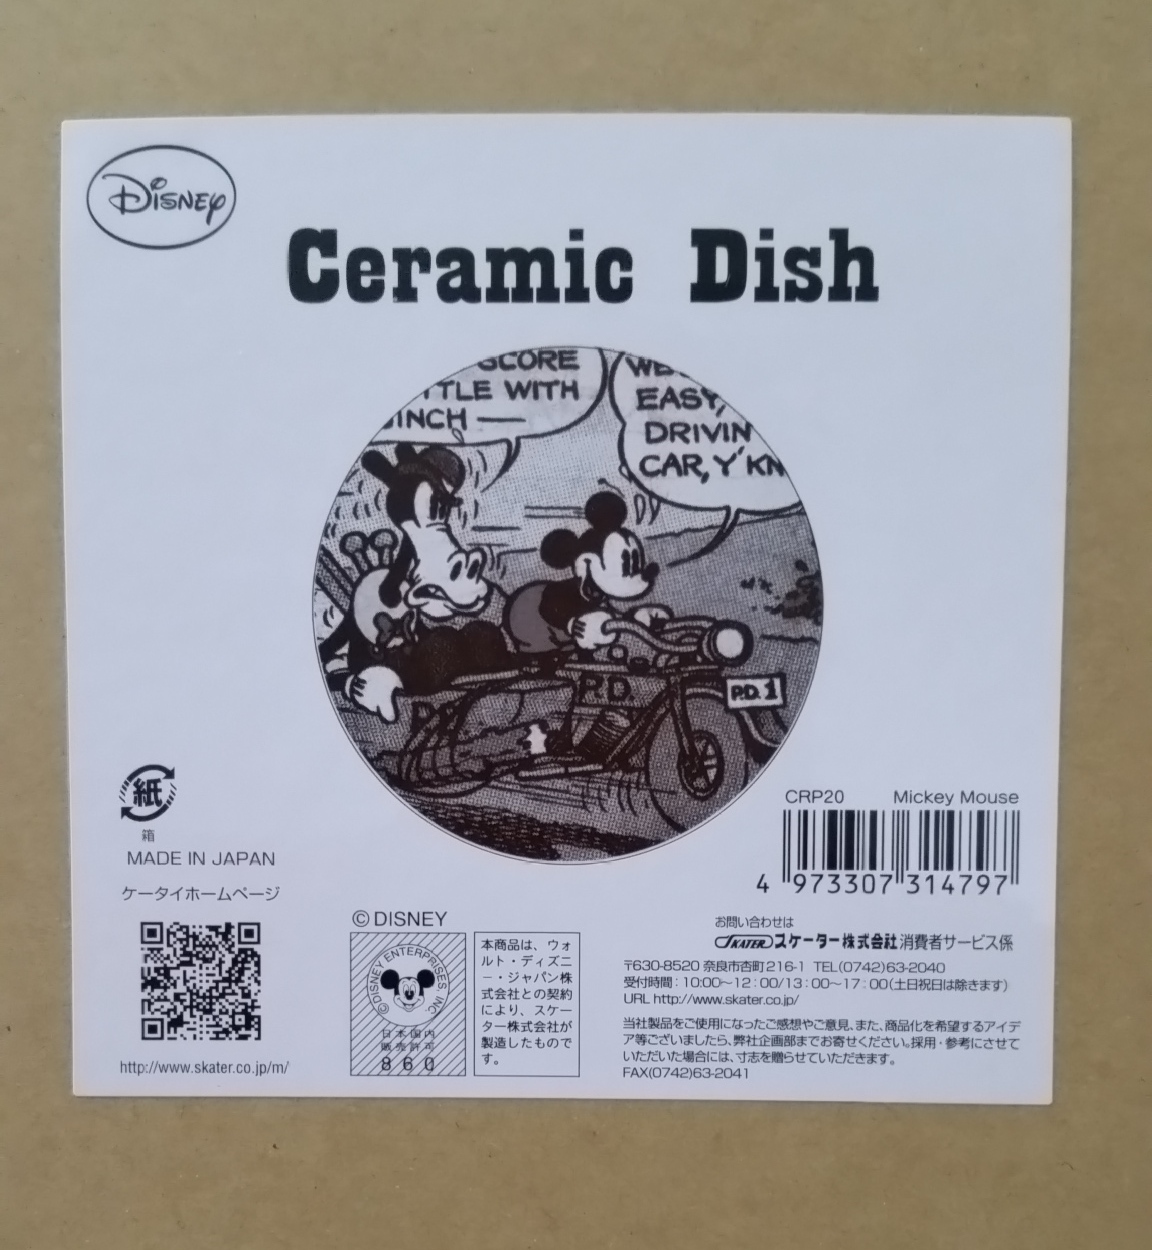 Disney
Ceramic Dish
SCORE
TTLE WITH
INCH —
EASY,
DRIVIN
CAR, Y'KN
P.D.
P.D. 1
紙
箱
MADE IN JAPAN
ケータイホームページ
http://www.skater.co.jp/m/
© DISNEY
© DISNEY ENTERPRISES, INC.
日本国内
販売許可
860
本商品は、ウォ
ルト・ディズニ
ー・ジャパン株
式会社との契約
により、スケー
ター株式会社が
製造したもので
す。
CRP20 Mickey Mouse
4 973307 314797
お問い合わせは
SKATER スケーター株式会社 消費者サービス係
〒630-8520 奈良市杏町216-1 TEL(0742)63-2040
受付時間：10:00〜12:00/13:00〜17:00(土日祝日は除きます)
URL http://www.skater.co.jp/
当社製品をご使用になったご感想やご意見、また、商品化を希望するアイデ
ア等ございましたら、弊社企画部までお寄せください。採用・参考にさせて
いただいた場合には、寸志を贈らせていただきます。
FAX(0742)63-2041